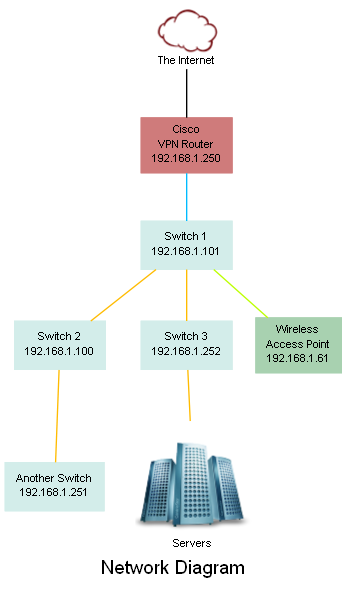 The Internet
Cisco
VPN Router
192.168.1.250
Switch 1
192.168.1.101
Switch 2
192.168.1.100
Switch 3
192.168.1.252
Wireless
Access Point
192.168.1.61
Another Switch
192.168.1.251
Servers
Network Diagram